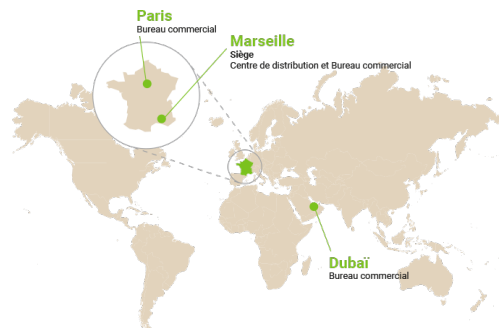 Paris
Bureau commercial
Marseille
Siège
Centre de distribution et Bureau commercial
Dubaï
Bureau commercial